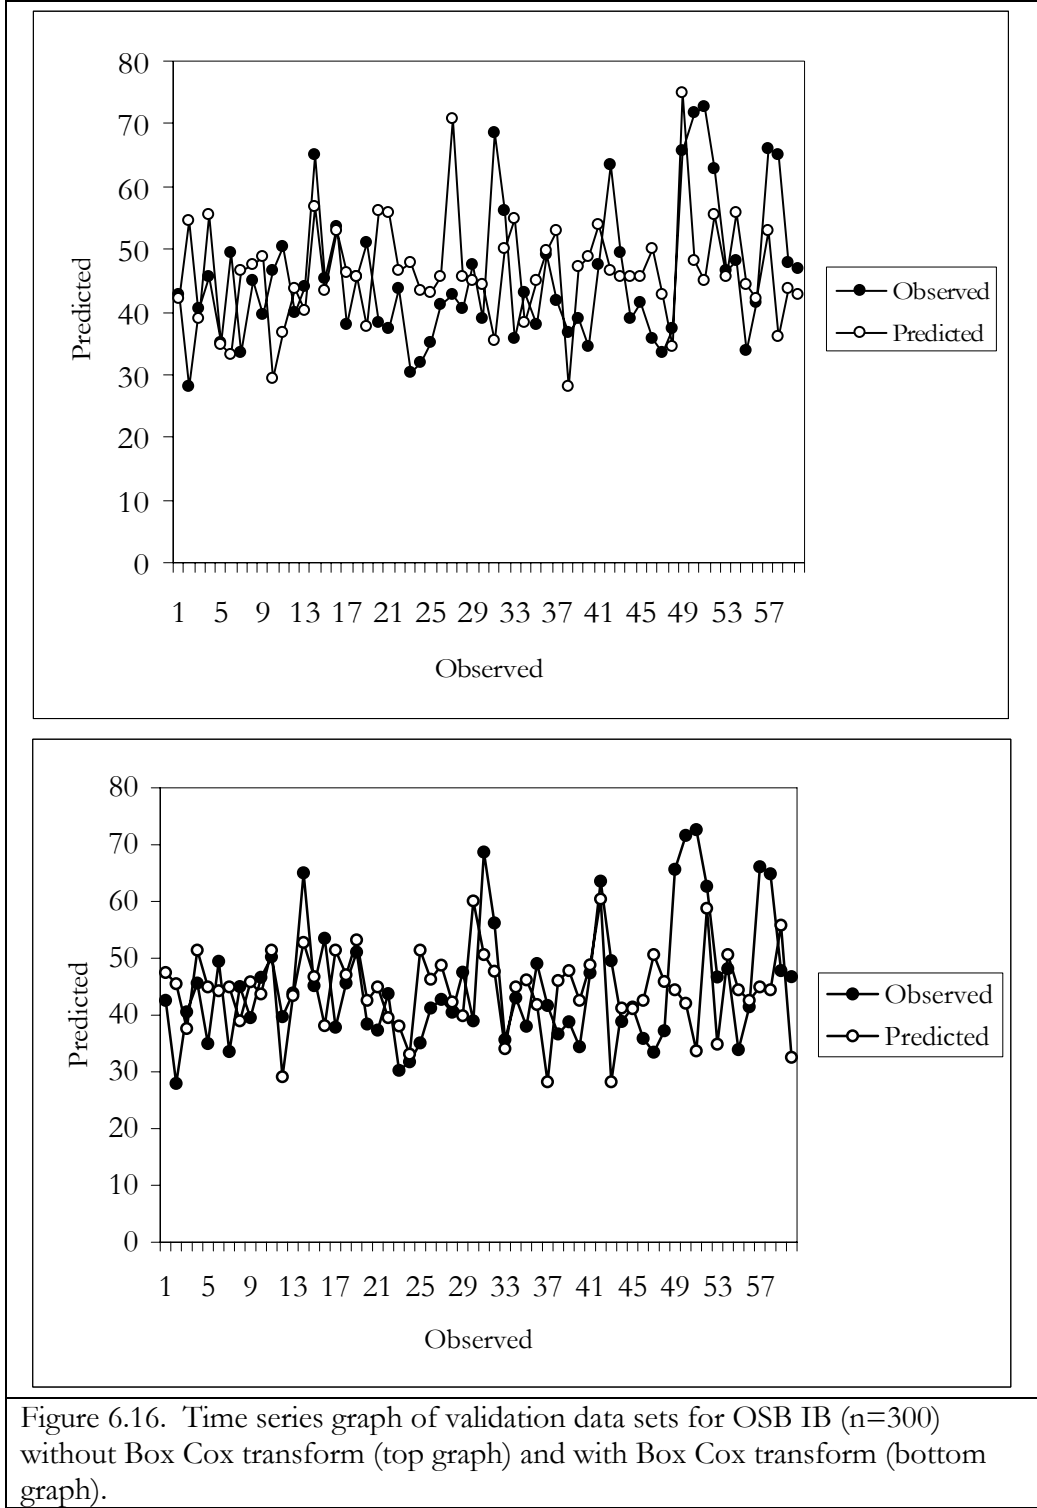 80
70
60
50
40
30
20
10
0
Predicted
1 5 9 13 17 21 25 29 33 37 41 45 49 53 57
Observed
Observed
Predicted
80
70
60
50
40
30
20
10
0
Predicted
1 5 9 13 17 21 25 29 33 37 41 45 49 53 57
Observed
Observed
Predicted
Figure 6.16. Time series graph of validation data sets for OSB IB (n=300)
without Box Cox transform (top graph) and with Box Cox transform (bottom
graph).